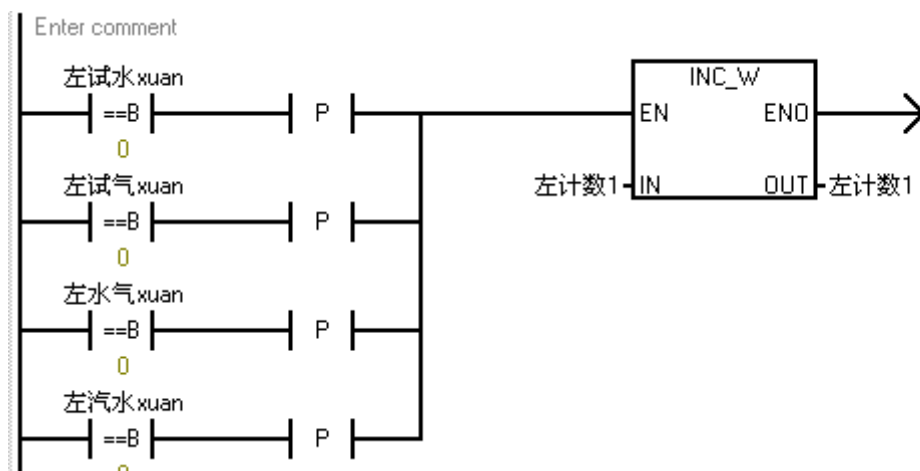 Enter comment
左试水xuan
==B
P
0
INC_W
EN
ENO
左计数1
IN
OUT
左计数1
左试气xuan
==B
P
0
左水气xuan
==B
P
0
左汽水xuan
==B
P
0